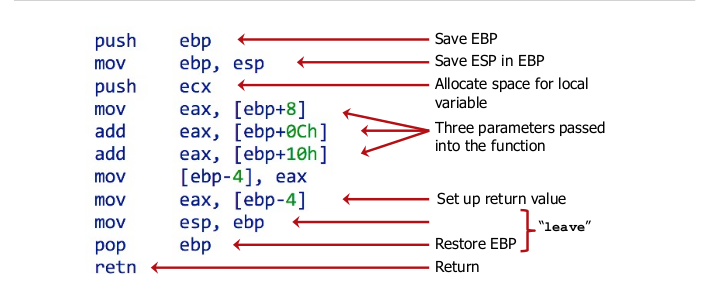 push ebp Save EBP
mov ebp, esp Save ESP in EBP
push ecx Allocate space for local
variable
mov eax, [ebp+8]
add eax, [ebp+0Ch] Three parameters passed
add eax, [ebp+10h] into the function
mov [ebp-4], eax
mov eax, [ebp-4] Set up return value
mov esp, ebp "leave"
pop ebp Restore EBP
retn Return